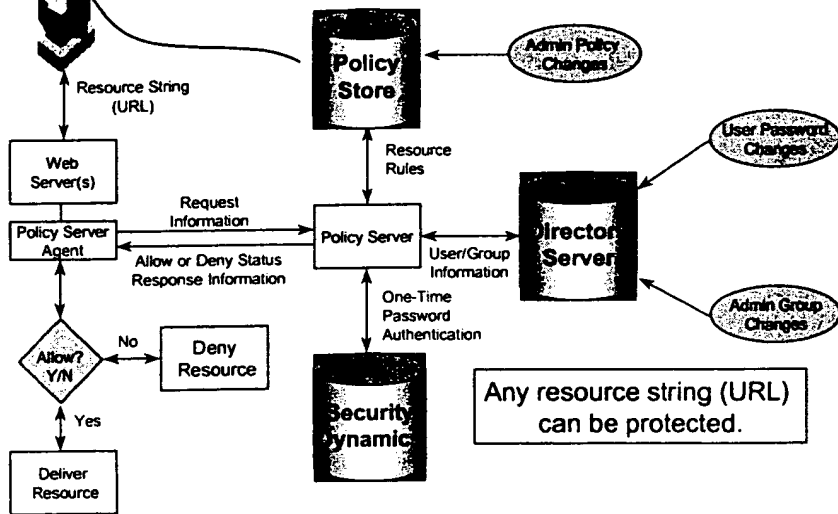 Policy
Store
Admin Policy
Changes
Resource String
(URL)
User Password
Changes
Web
Server(s)
Resource
Rules
Request
Information
Policy Server
Agent
Policy Server
Director
Server
Allow or Deny Status
Response Information
User/Group
Information
One-Time
Password
Authentication
Admin Group
Changes
Allow?
Y/N
No
Deny
Resource
Any resource string (URL)
can be protected.
Security
Dynamic
Yes
Deliver
Resource